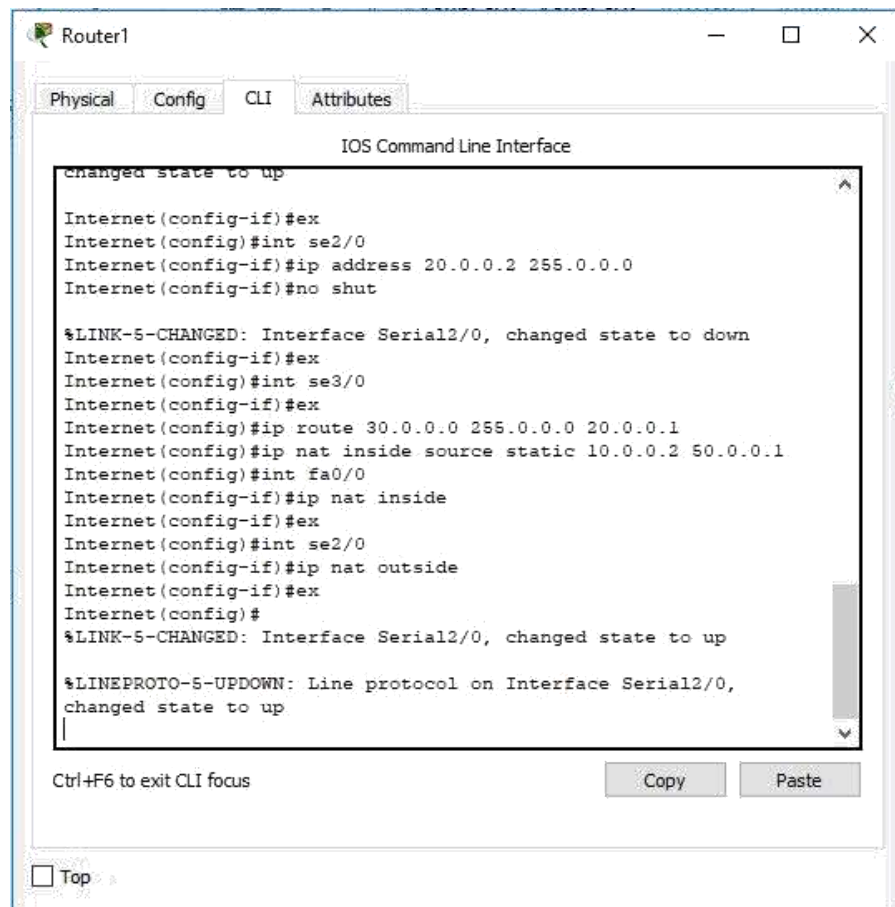 Router1
Physical Config CLI Attributes
IOS Command Line Interface
changed state to up
Internet(config-if)#ex
Internet(config)#int se2/0
Internet(config-if)#ip address 20.0.0.2 255.0.0.0
Internet(config-if)#no shut
%LINK-5-CHANGED: Interface Serial2/0, changed state to down
Internet(config-if)#ex
Internet(config)#int se3/0
Internet(config-if)#ex
Internet(config)#ip route 30.0.0.0 255.0.0.0 20.0.0.1
Internet(config)#ip nat inside source static 10.0.0.2 50.0.0.1
Internet(config)#int fa0/0
Internet(config-if)#ip nat inside
Internet(config-if)#ex
Internet(config)#int se2/0
Internet(config-if)#ip nat outside
Internet(config-if)#ex
Internet(config)#
%LINK-5-CHANGED: Interface Serial2/0, changed state to up
%LINEPROTO-5-UPDOWN: Line protocol on Interface Serial2/0,
changed state to up
Ctrl+F6 to exit CLI focus
Copy Paste
Top